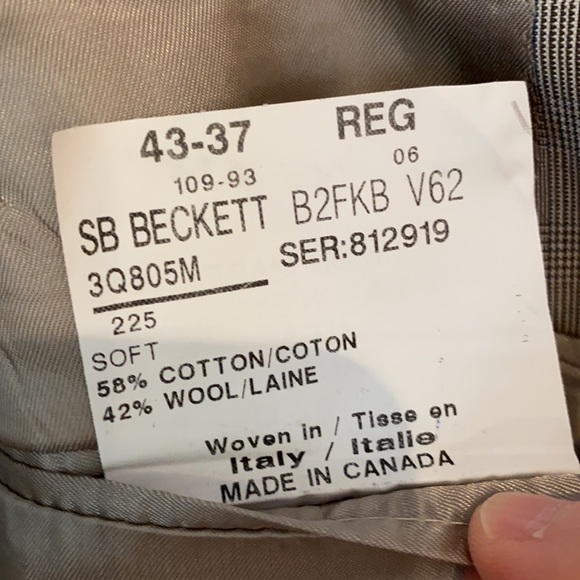 43-37 REG
109-93 06
SB BECKETT B2FKB V62
3Q805M SER:812919
225
SOFT
58% COTTON/COTON
42% WOOL/LAINE
Woven in / Tisse en
Italy / Italie
MADE IN CANADA